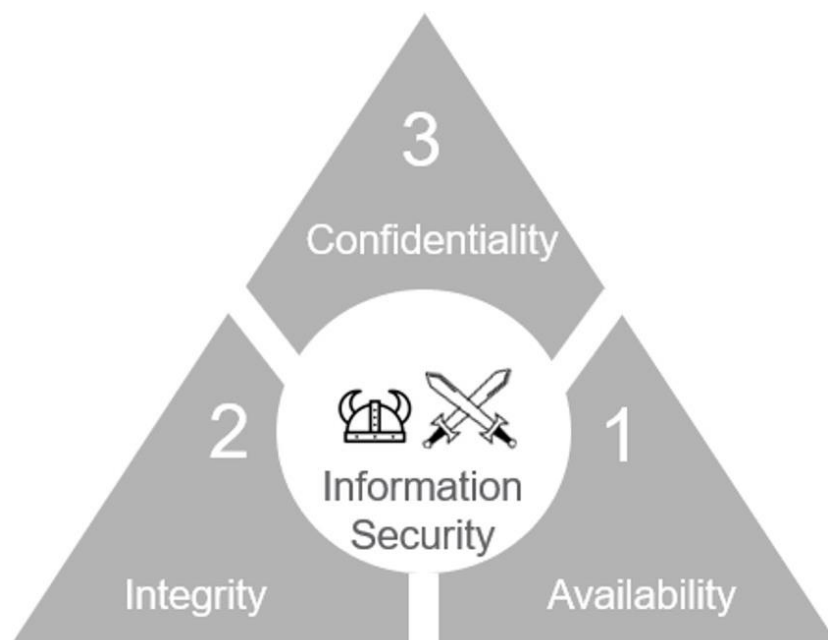 3
Confidentiality
2
1
Information
Security
Integrity
Availability